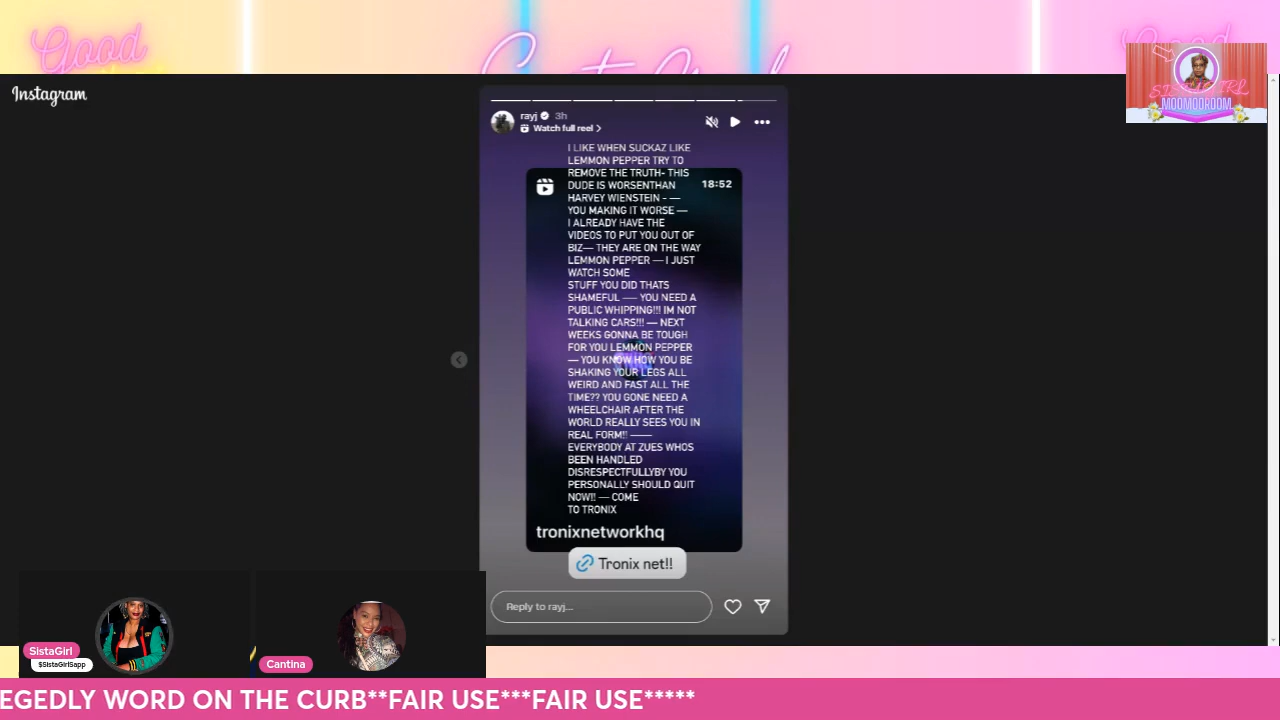 Good
Good
Instagram
SISTAGIRL
MOOMOOROOM
rayj 3h
Watch full reel
I LIKE WHEN SUCKAZ LIKE
LEMMON PEPPER TRY TO
REMOVE THE TRUTH- THIS
DUDE IS WORSENTHAN
HARVEY WIENSTEIN - —
YOU MAKING IT WORSE —
I ALREADY HAVE THE
VIDEOS TO PUT YOU OUT OF
BIZ— THEY ARE ON THE WAY
LEMMON PEPPER — I JUST
WATCH SOME
STUFF YOU DID THATS
SHAMEFUL —– YOU NEED A
PUBLIC WHIPPING!!! IM NOT
TALKING CARS!!! — NEXT
WEEKS GONNA BE TOUGH
FOR YOU LEMMON PEPPER
— YOU KNOW HOW YOU BE
SHAKING YOUR LEGS ALL
WEIRD AND FAST ALL THE
TIME?? YOU GONE NEED A
WHEELCHAIR AFTER THE
WORLD REALLY SEES YOU IN
REAL FORM!! —–
EVERYBODY AT ZUES WHOS
BEEN HANDLED
DISRESPECTFULLYBY YOU
PERSONALLY SHOULD QUIT
NOW!! — COME
TO TRONIX
18:52
tronixnetworkhq
Tronix net!!
Reply to rayj...
SistaGirl
$SistaGirlSapp
Cantina
EGEDLY WORD ON THE CURB**FAIR USE***FAIR USE*****